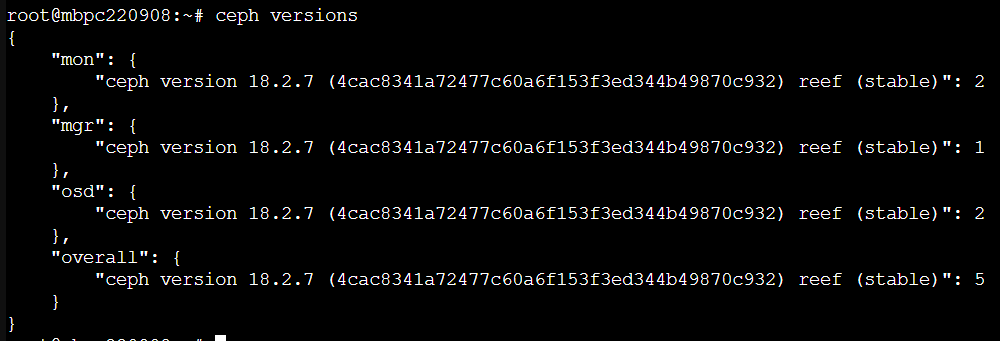 root@mbpc220908:~# ceph versions
{
    "mon": {
        "ceph version 18.2.7 (4cac8341a72477c60a6f153f3ed344b49870c932) reef (stable)": 2
    },
    "mgr": {
        "ceph version 18.2.7 (4cac8341a72477c60a6f153f3ed344b49870c932) reef (stable)": 1
    },
    "osd": {
        "ceph version 18.2.7 (4cac8341a72477c60a6f153f3ed344b49870c932) reef (stable)": 2
    },
    "overall": {
        "ceph version 18.2.7 (4cac8341a72477c60a6f153f3ed344b49870c932) reef (stable)": 5
    }
}